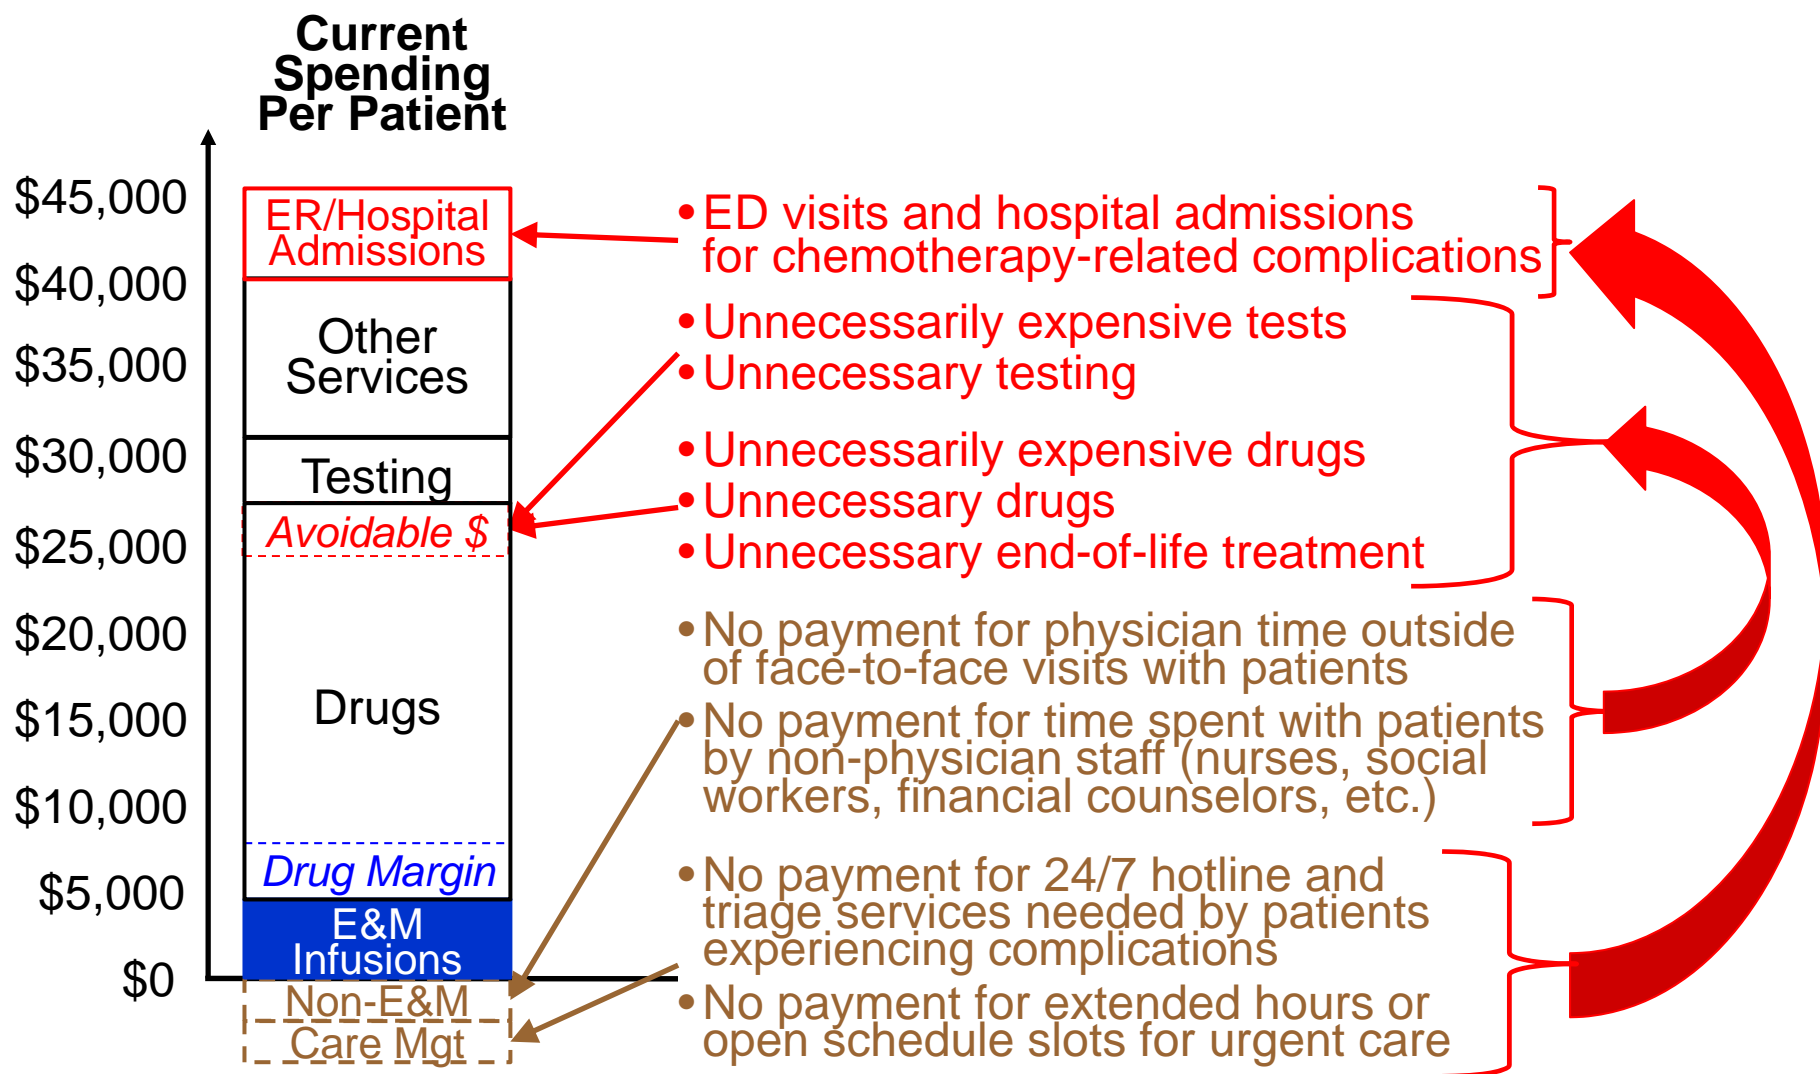 Current
Spending
Per Patient
$45,000
$40,000
$35,000
$30,000
$25,000
$20,000
$15,000
$10,000
$5,000
$0
ER/Hospital
Admissions
Other
Services
Testing
Avoidable $
Drugs
Drug Margin
E&M
Infusions
Non-E&M
Care Mgt
• ED visits and hospital admissions
for chemotherapy-related complications
• Unnecessarily expensive tests
• Unnecessary testing
• Unnecessarily expensive drugs
• Unnecessary drugs
• Unnecessary end-of-life treatment
• No payment for physician time outside
of face-to-face visits with patients
• No payment for time spent with patients
by non-physician staff (nurses, social
workers, financial counselors, etc.)
• No payment for 24/7 hotline and
triage services needed by patients
experiencing complications
• No payment for extended hours or
open schedule slots for urgent care